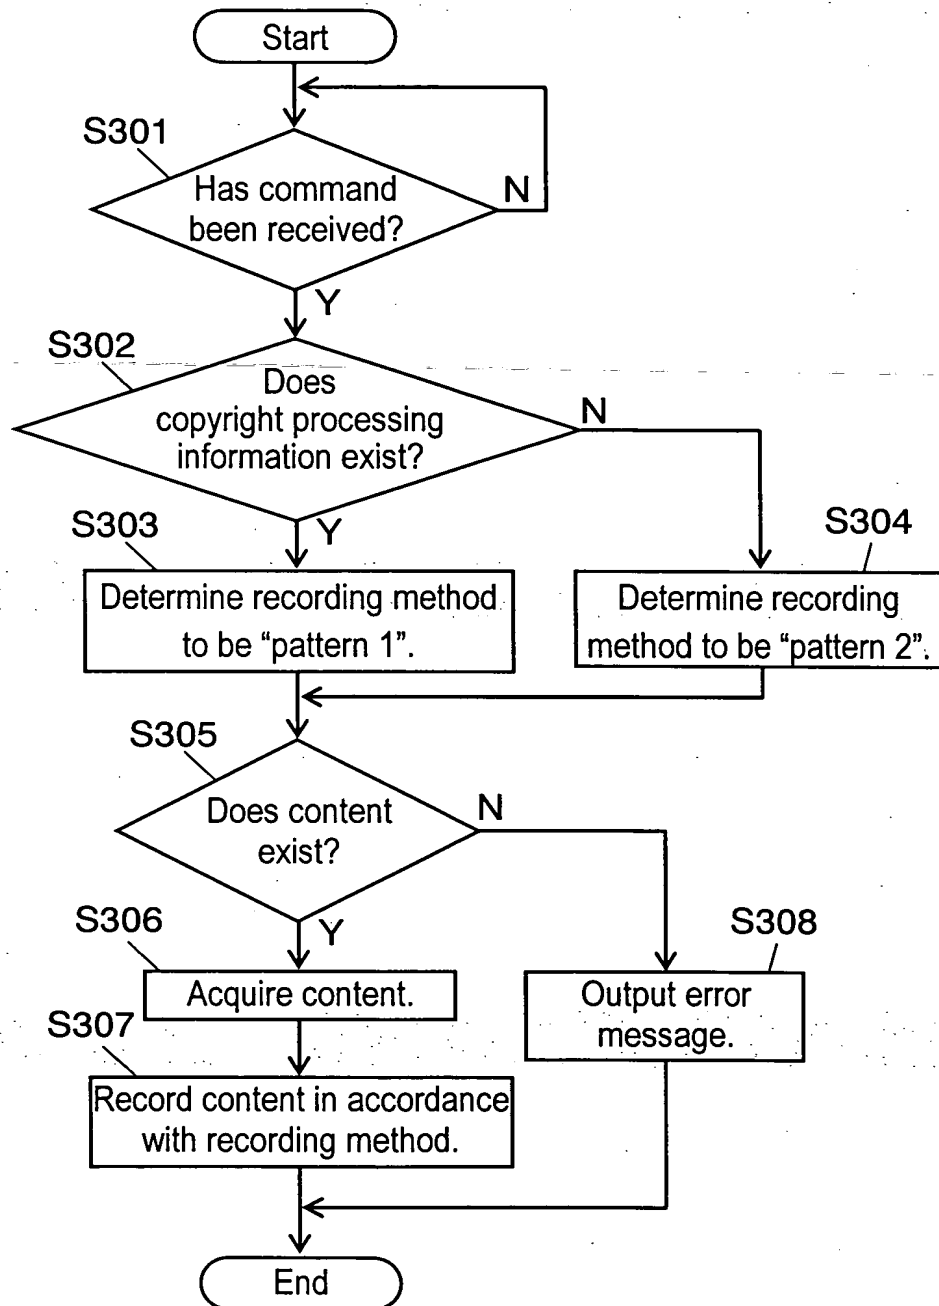 Start
S301
Has command
been received?
N
Y
S302
Does
copyright processing
information exist?
N
Y
S303
Determine recording method
to be “pattern 1”.
S304
Determine recording
method to be “pattern 2”.
S305
Does content
exist?
N
Y
S306
Acquire content.
S307
Record content in accordance
with recording method.
S308
Output error
message.
End